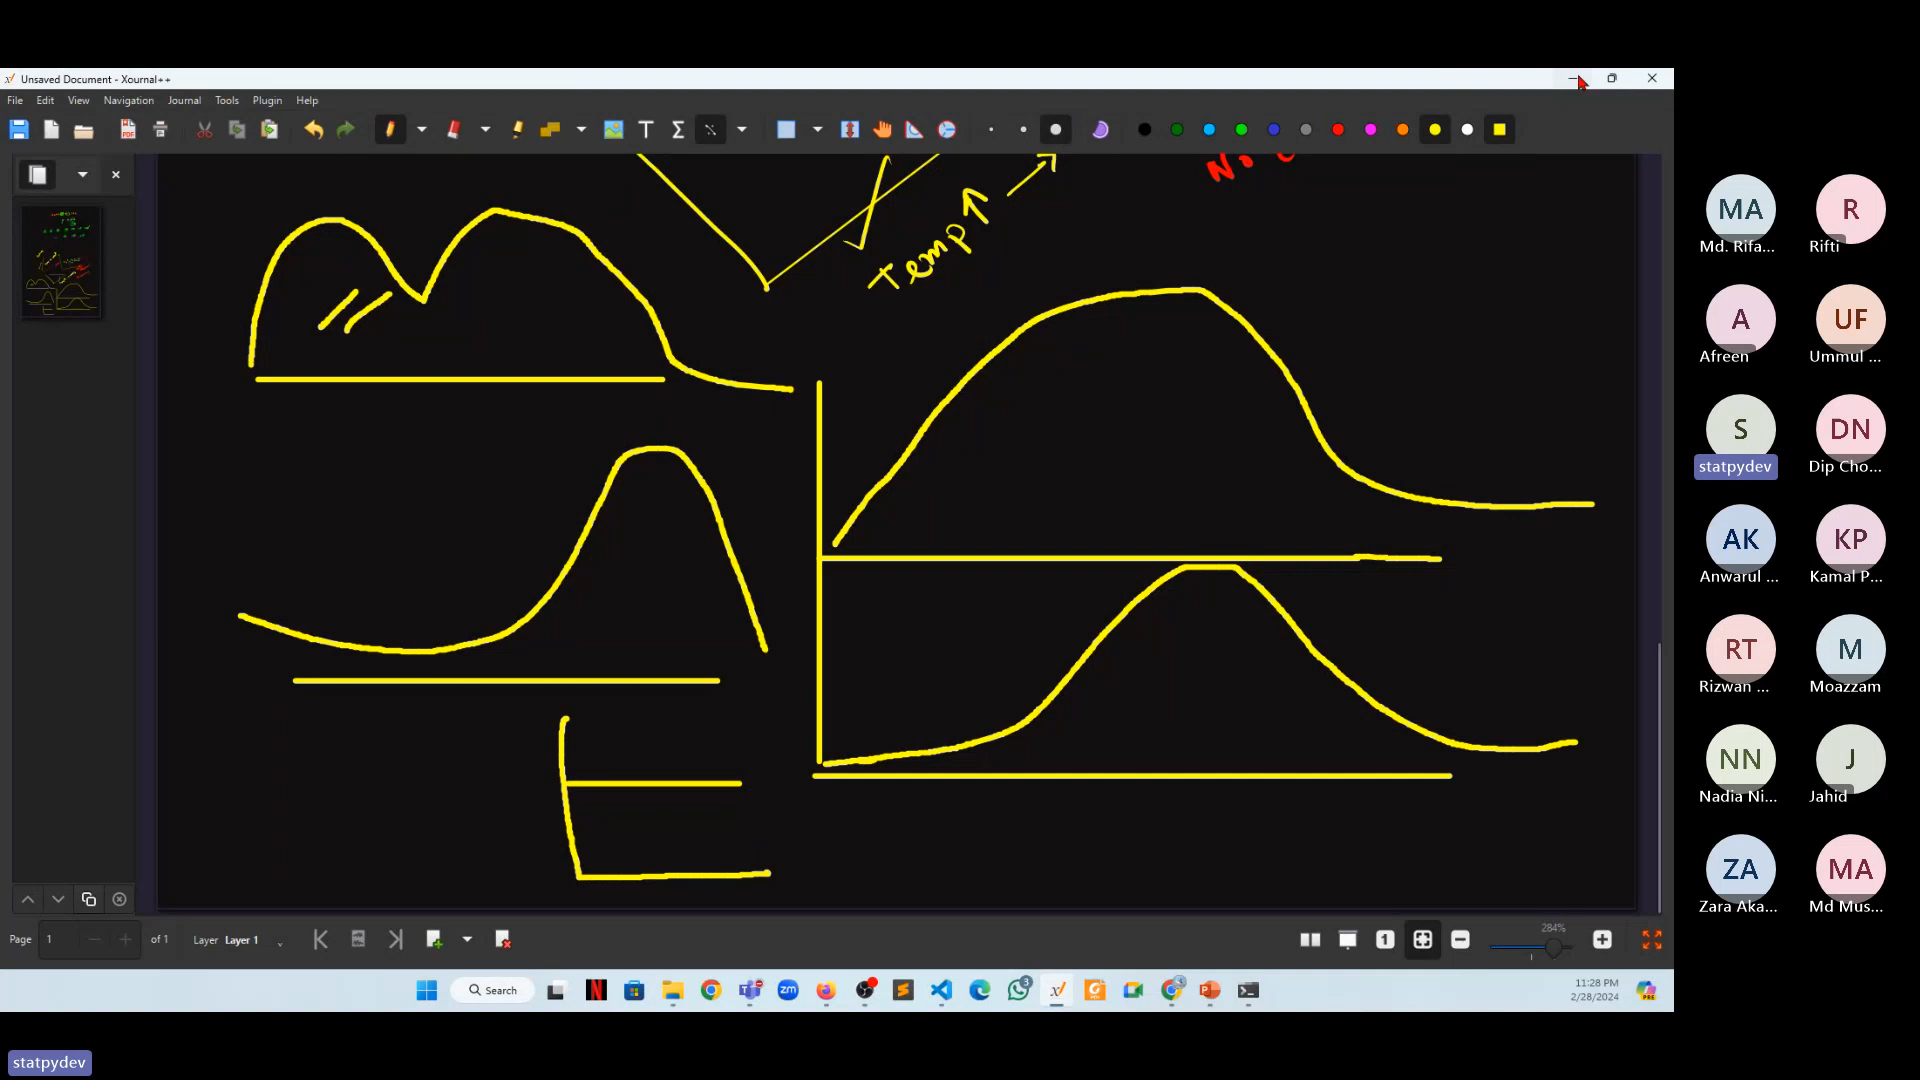 Unsaved Document - Xournal++
File Edit View Navigation Journal Tools Plugin Help
Temp
Page 1 of 1 Layer Layer 1
284%
Search
zm
3
11:28 PM
2/28/2024
MA
Md. Rifa...
R
Rifti
A
Afreen
UF
Ummul ...
S
statpydev
DN
Dip Cho...
AK
Anwarul ...
KP
Kamal P...
RT
Rizwan ...
M
Moazzam
NN
Nadia Ni...
J
Jahid
ZA
Zara Aka...
MA
Md Mus...
statpydev